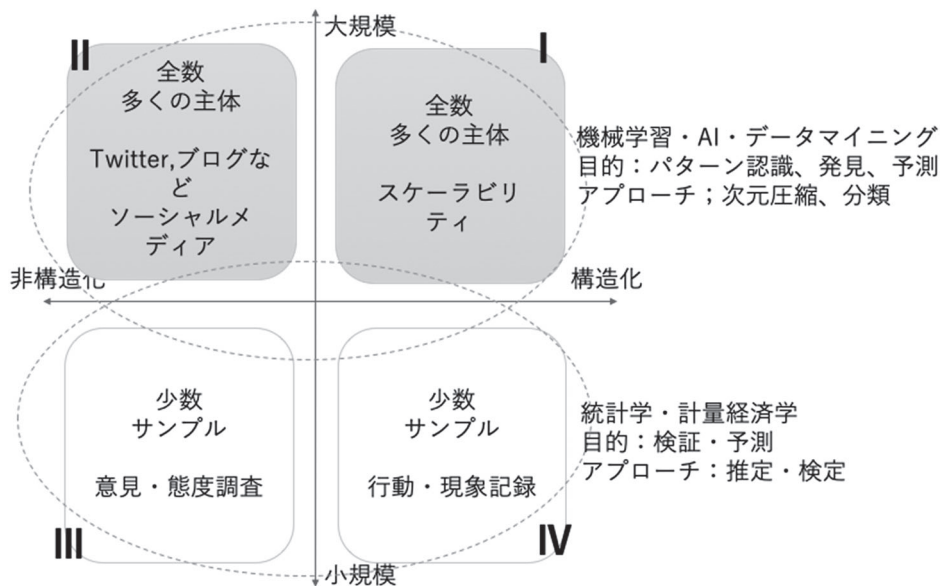 大規模
II
全数
多くの主体
Twitter,ブログな
ど
ソーシャルメ
ディア
I
全数
多くの主体
スケーラビリ
ティ
機械学習・AI・データマイニング
目的：パターン認識、発見、予測
アプローチ；次元圧縮、分類
非構造化
構造化
少数
サンプル
意見・態度調査
III
少数
サンプル
行動・現象記録
IV
統計学・計量経済学
目的：検証・予測
アプローチ：推定・検定
小規模